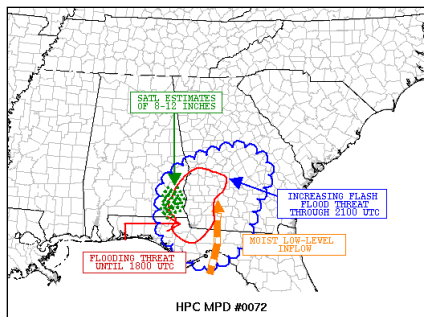 SATL ESTIMATES
OF 8-12 INCHES
INCREASING FLASH
FLOOD THREAT
THROUGH 2100 UTC
MOIST LOW-LEVEL
INFLOW
FLOODING THREAT
UNTIL 1800 UTC
HPC MPD #0072